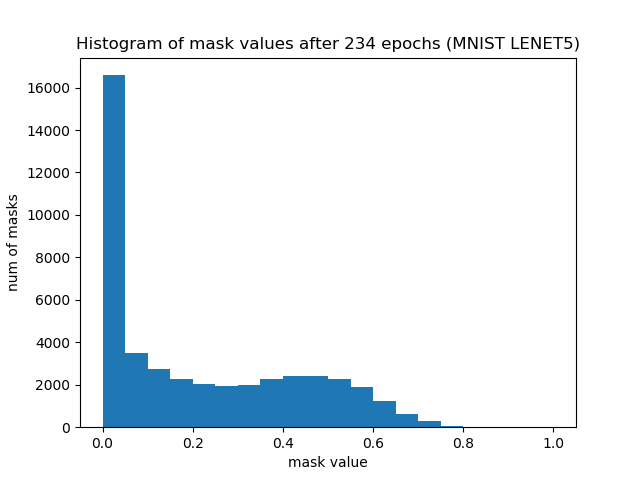 Histogram of mask values after 234 epochs (MNIST LENET5)
num of masks
16000
14000
12000
10000
8000
6000
4000
2000
0
0.0 0.2 0.4 0.6 0.8 1.0
mask value